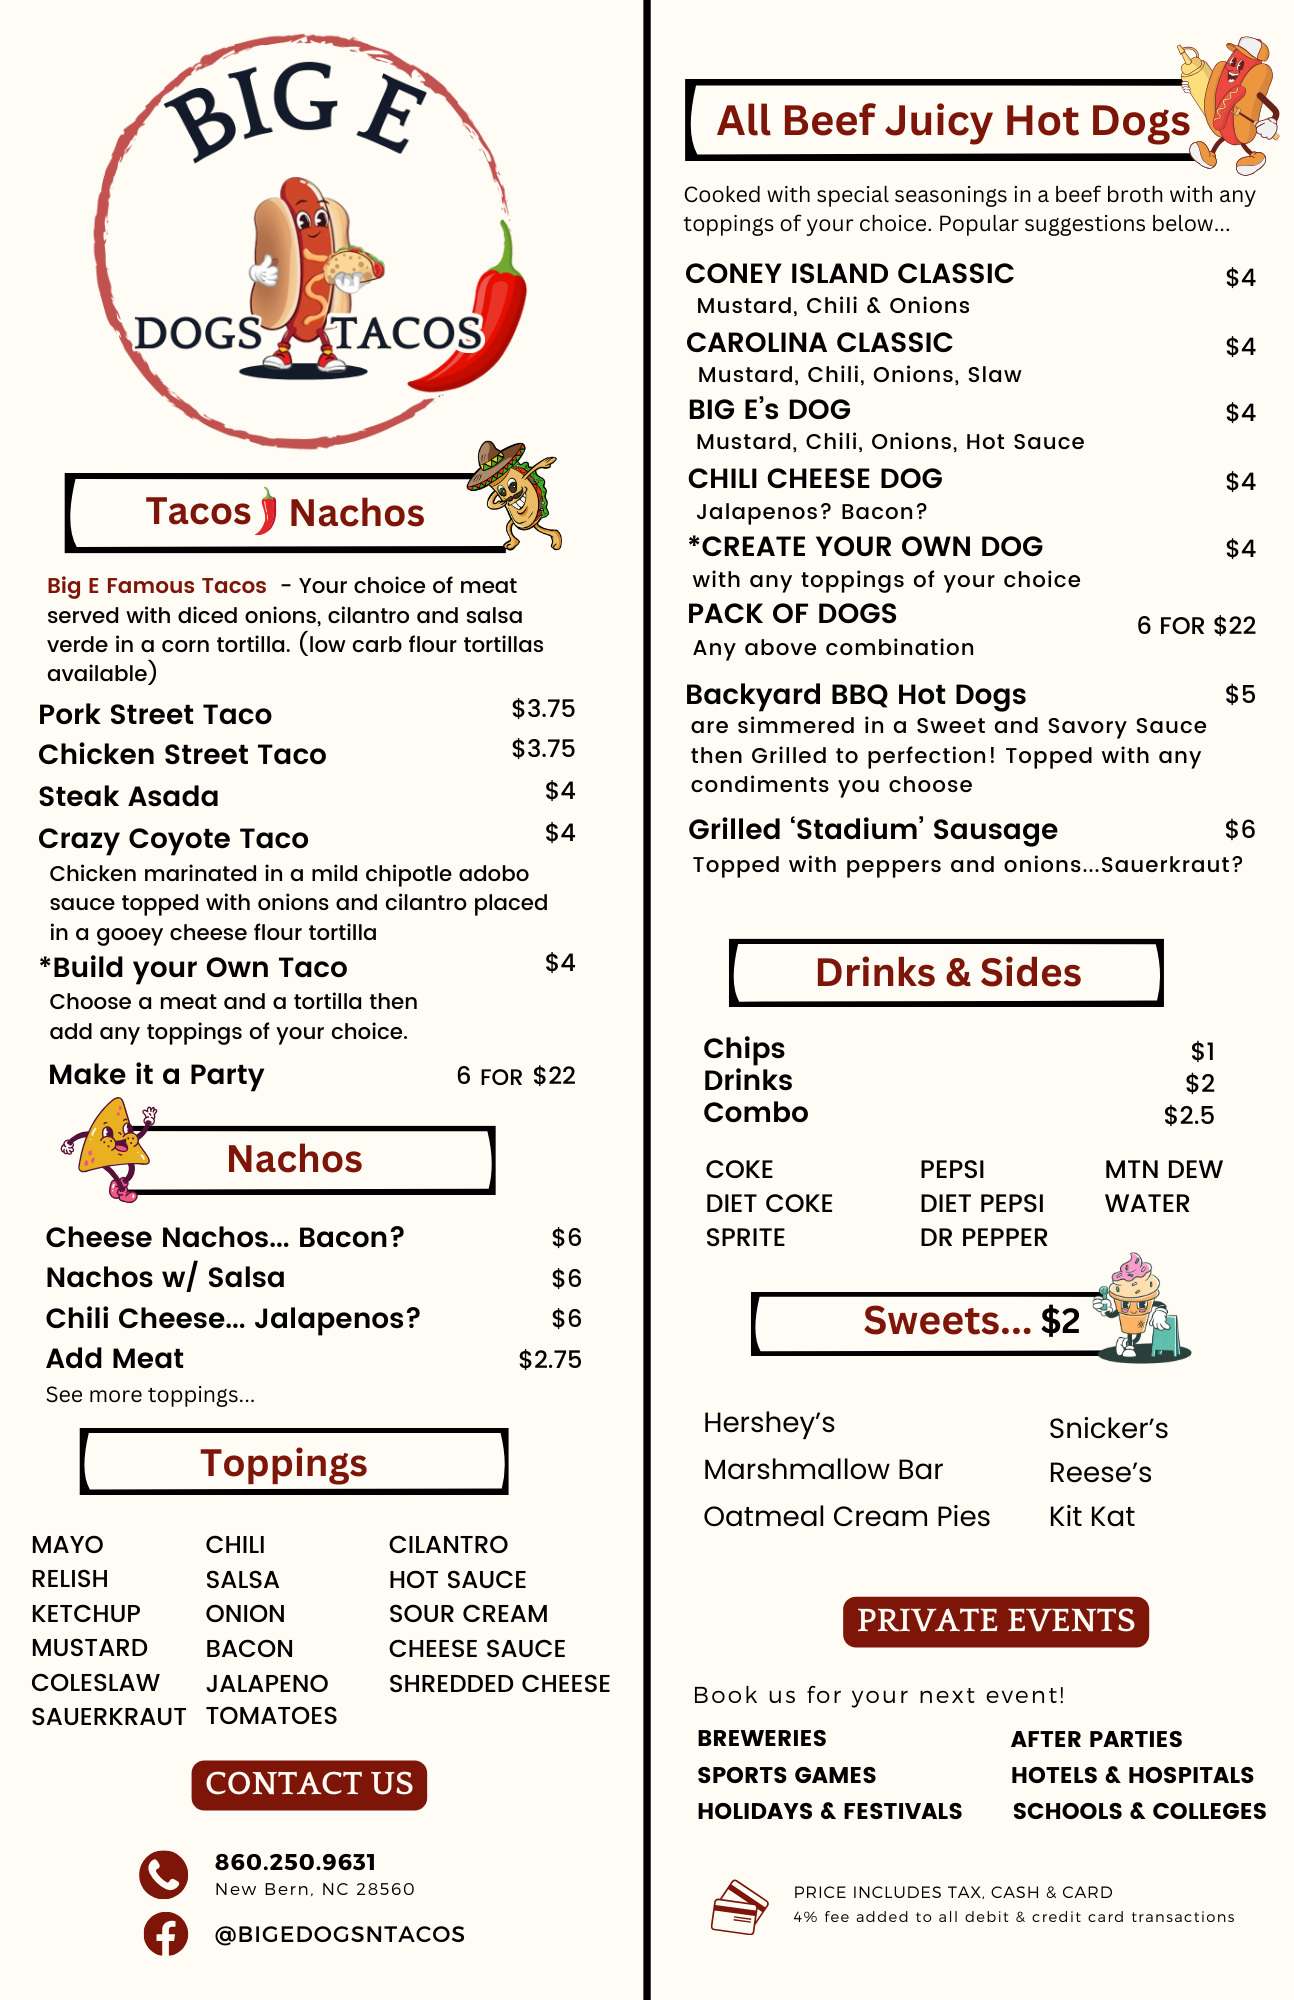 BIG E
DOGS TACOS
Tacos Nachos
Big E Famous Tacos - Your choice of meat
served with diced onions, cilantro and salsa
verde in a corn tortilla. (low carb flour tortillas
available)
Pork Street Taco $3.75
Chicken Street Taco $3.75
Steak Asada $4
Crazy Coyote Taco $4
Chicken marinated in a mild chipotle adobo
sauce topped with onions and cilantro placed
in a gooey cheese flour tortilla
*Build your Own Taco $4
Choose a meat and a tortilla then
add any toppings of your choice.
Make it a Party 6 FOR $22
Nachos
Cheese Nachos... Bacon? $6
Nachos w/ Salsa $6
Chili Cheese... Jalapenos? $6
Add Meat $2.75
See more toppings...
Toppings
MAYO CHILI CILANTRO
RELISH SALSA HOT SAUCE
KETCHUP ONION SOUR CREAM
MUSTARD BACON CHEESE SAUCE
COLESLAW JALAPENO SHREDDED CHEESE
SAUERKRAUT TOMATOES
CONTACT US
860.250.9631
New Bern, NC 28560
@BIGEDOGSNTACOS
All Beef Juicy Hot Dogs
Cooked with special seasonings in a beef broth with any
toppings of your choice. Popular suggestions below...
CONEY ISLAND CLASSIC $4
Mustard, Chili & Onions
CAROLINA CLASSIC $4
Mustard, Chili, Onions, Slaw
BIG E's DOG $4
Mustard, Chili, Onions, Hot Sauce
CHILI CHEESE DOG $4
Jalapenos? Bacon?
*CREATE YOUR OWN DOG $4
with any toppings of your choice
PACK OF DOGS 6 FOR $22
Any above combination
Backyard BBQ Hot Dogs $5
are simmered in a Sweet and Savory Sauce
then Grilled to perfection! Topped with any
condiments you choose
Grilled ‘Stadium’ Sausage $6
Topped with peppers and onions...Sauerkraut?
Drinks & Sides
Chips $1
Drinks $2
Combo $2.5
COKE PEPSI MTN DEW
DIET COKE DIET PEPSI WATER
SPRITE DR PEPPER
Sweets... $2
Hershey’s Snicker’s
Marshmallow Bar Reese’s
Oatmeal Cream Pies Kit Kat
PRIVATE EVENTS
Book us for your next event!
BREWERIES AFTER PARTIES
SPORTS GAMES HOTELS & HOSPITALS
HOLIDAYS & FESTIVALS SCHOOLS & COLLEGES
PRICE INCLUDES TAX, CASH & CARD
4% fee added to all debit & credit card transactions